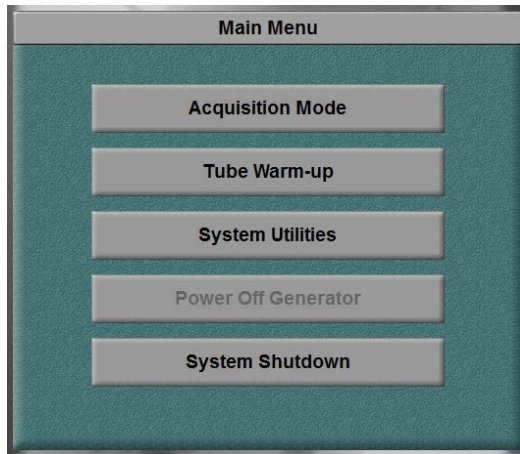 Main Menu
Acquisition Mode
Tube Warm-up
System Utilities
Power Off Generator
System Shutdown